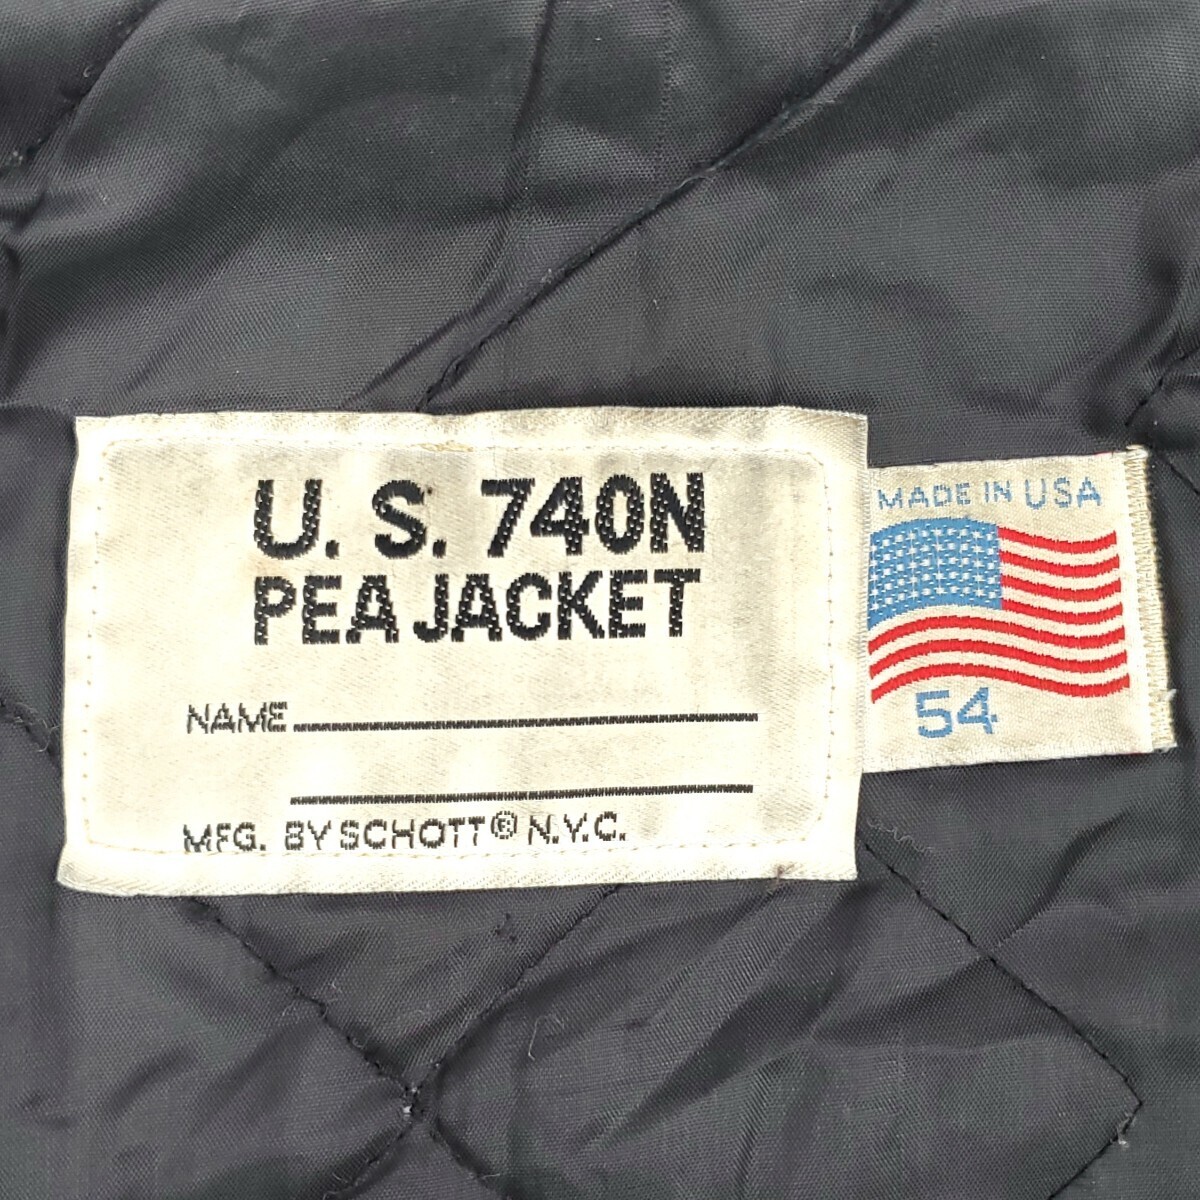 U. S. 740N
PEA JACKET
NAME
MFG. BY SCHOTT® N.Y.C.
MADE IN USA
54